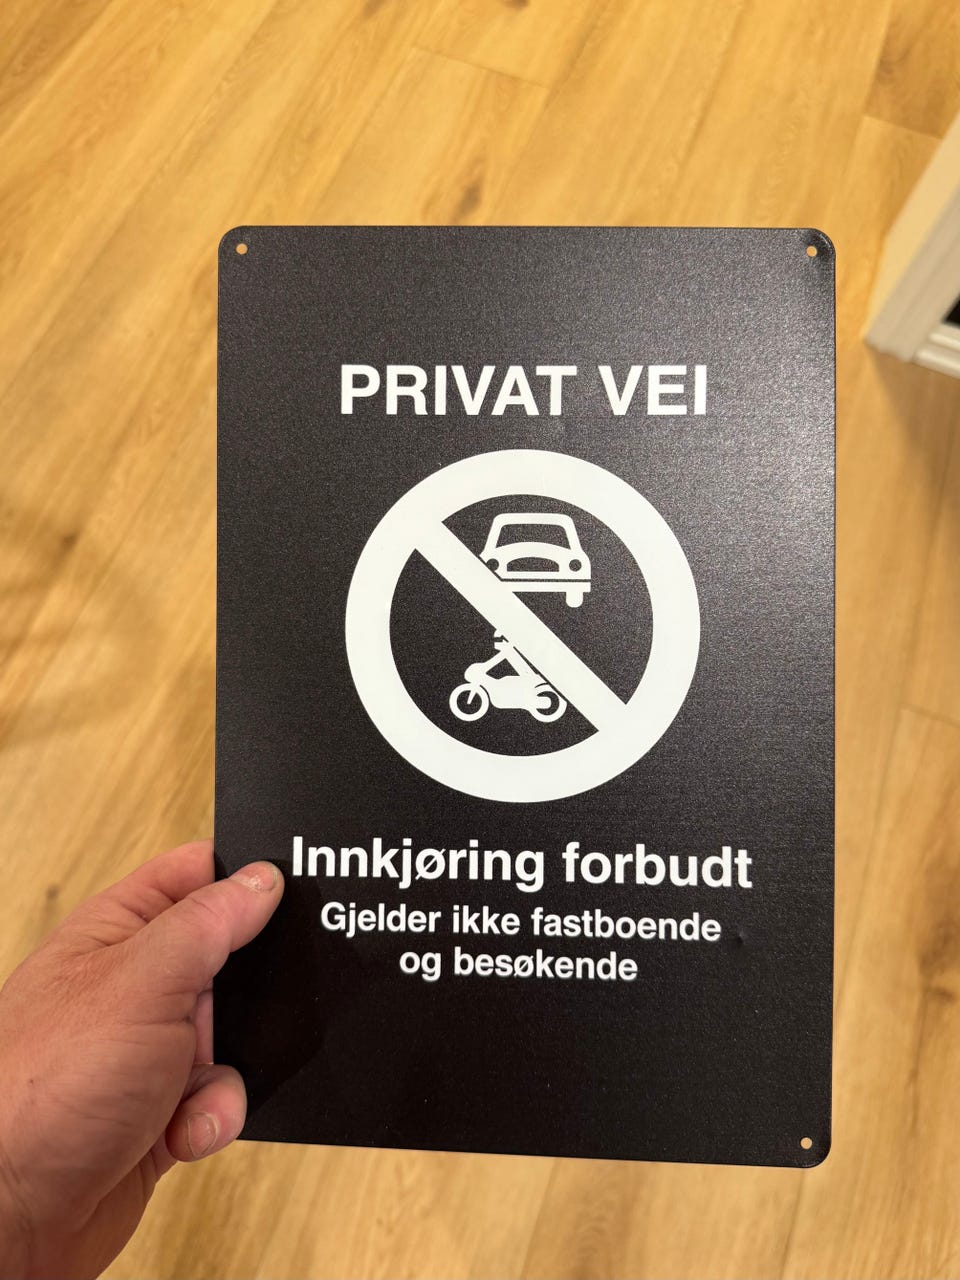 PRIVAT VEI
Innkjøring forbudt
Gjelder ikke fastboende
og besøkende